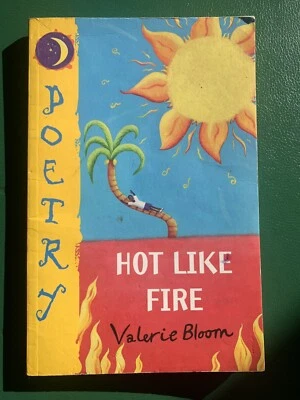 POETRY
HOT LIKE
FIRE
Valerie Bloom